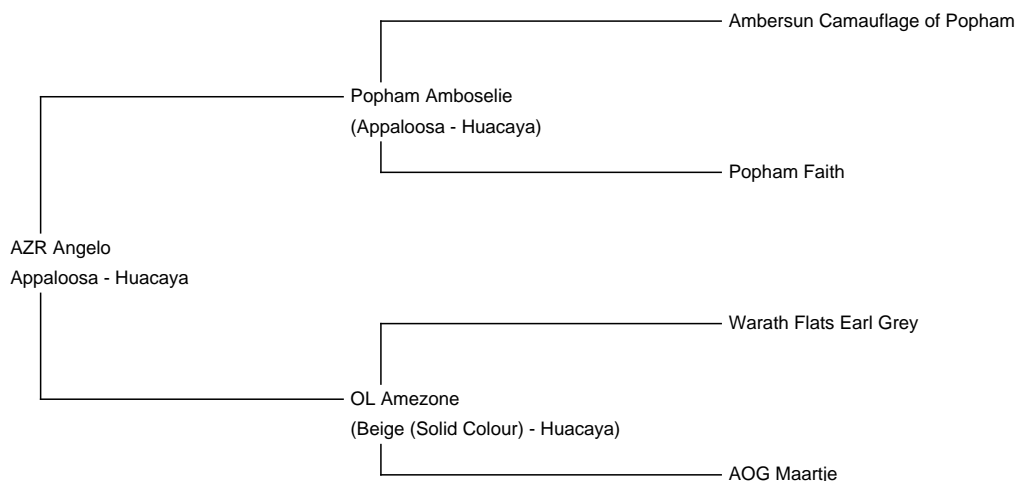 Ambersun Camauflage of Popham
Popham Amboselie
(Appaloosa - Huacaya)
Popham Faith
AZR Angelo
Appaloosa - Huacaya
Warath Flats Earl Grey
OL Amezone
(Beige (Solid Colour) - Huacaya)
AOG Maartje